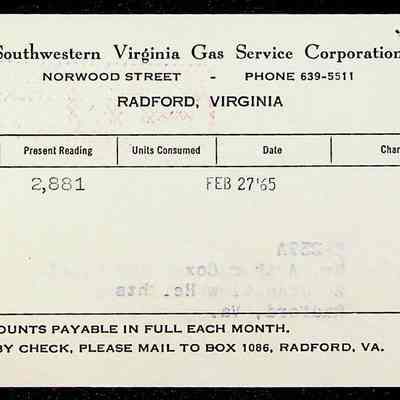 Southwestern Virginia Gas Service Corporation
NORWOOD STREET - PHONE 639-5511
RADFORD, VIRGINIA
Present Reading Units Consumed Date
2,881 FEB 27'65
COUNTS PAYABLE IN FULL EACH MONTH.
BY CHECK, PLEASE MAIL TO BOX 1086, RADFORD, VA.